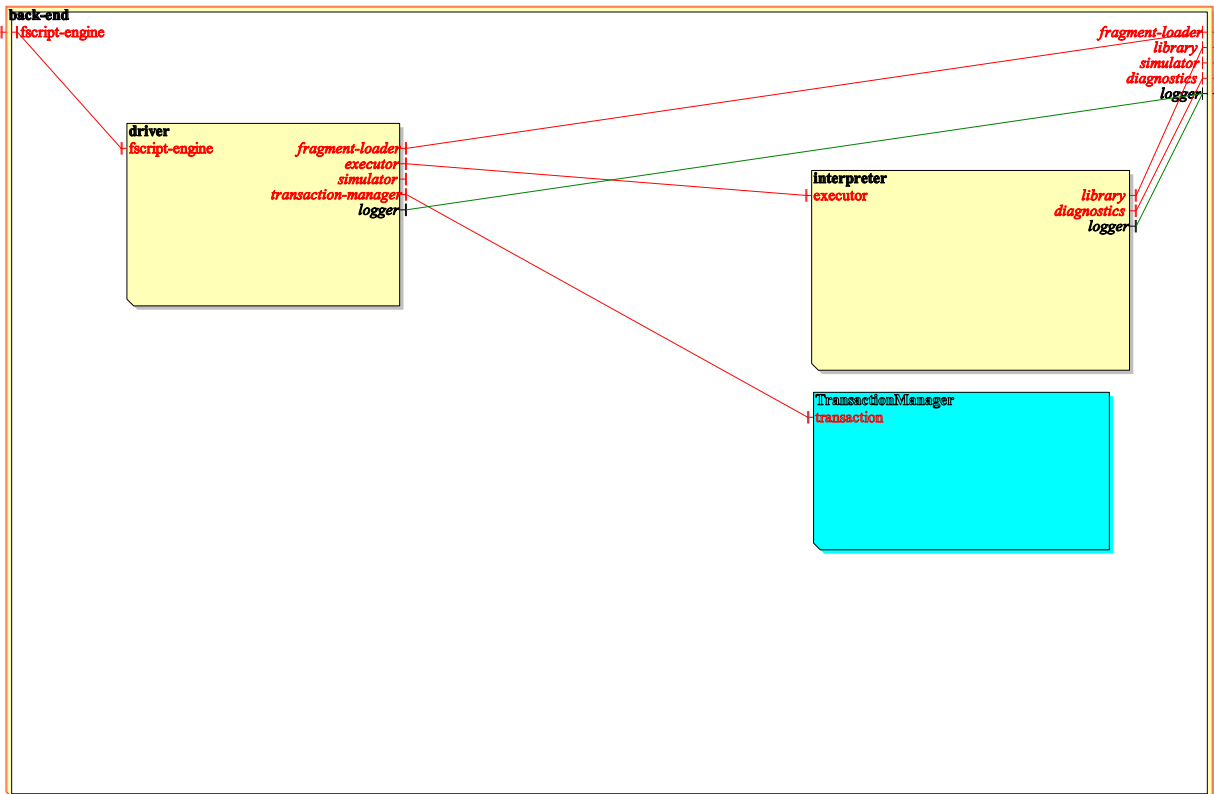 back-end
fscript-engine
fragment-loader
library
simulator
diagnostics
logger
driver
fscript-engine
fragment-loader
executor
simulator
transaction-manager
logger
interpreter
executor
library
diagnostics
logger
TransactionManager
transaction